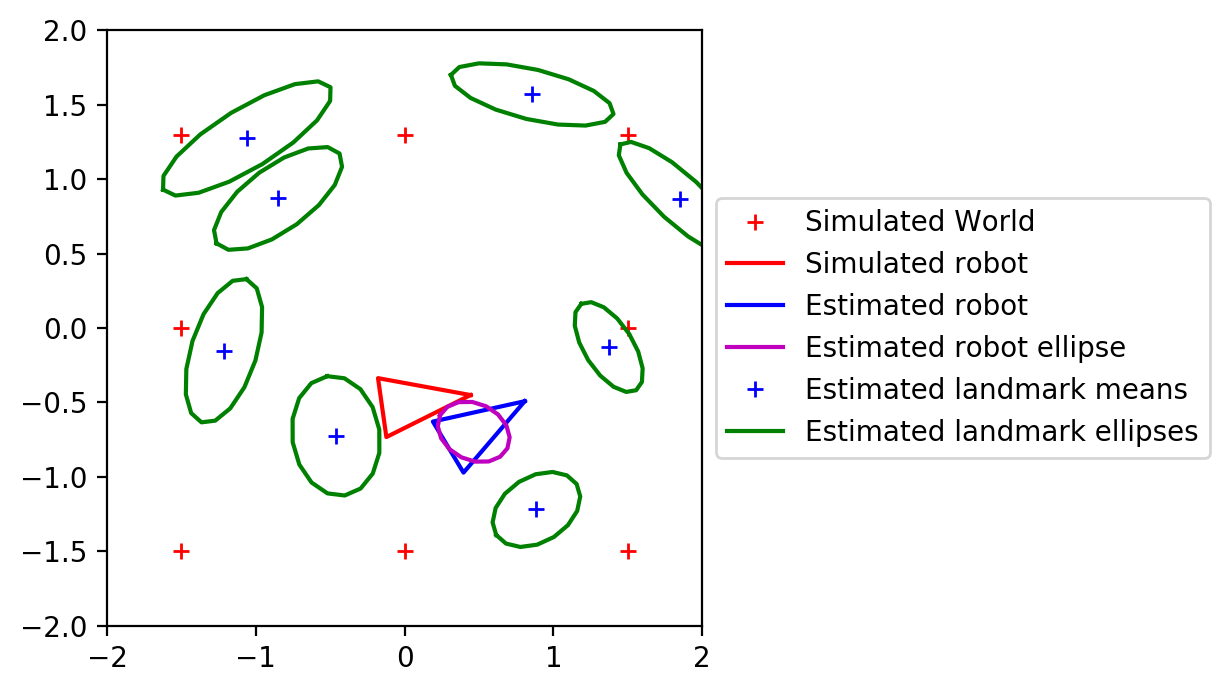 2.0
1.5
1.0
0.5
0.0
−0.5
−1.0
−1.5
−2.0
−2 −1 0 1 2
Simulated World
Simulated robot
Estimated robot
Estimated robot ellipse
Estimated landmark means
Estimated landmark ellipses